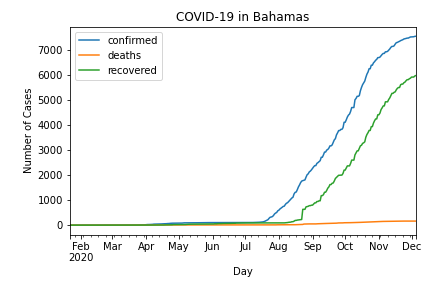 COVID-19 in Bahamas
confirmed
deaths
recovered
Number of Cases
7000
6000
5000
4000
3000
2000
1000
0
Feb Mar Apr May Jun Jul Aug Sep Oct Nov Dec
2020
Day